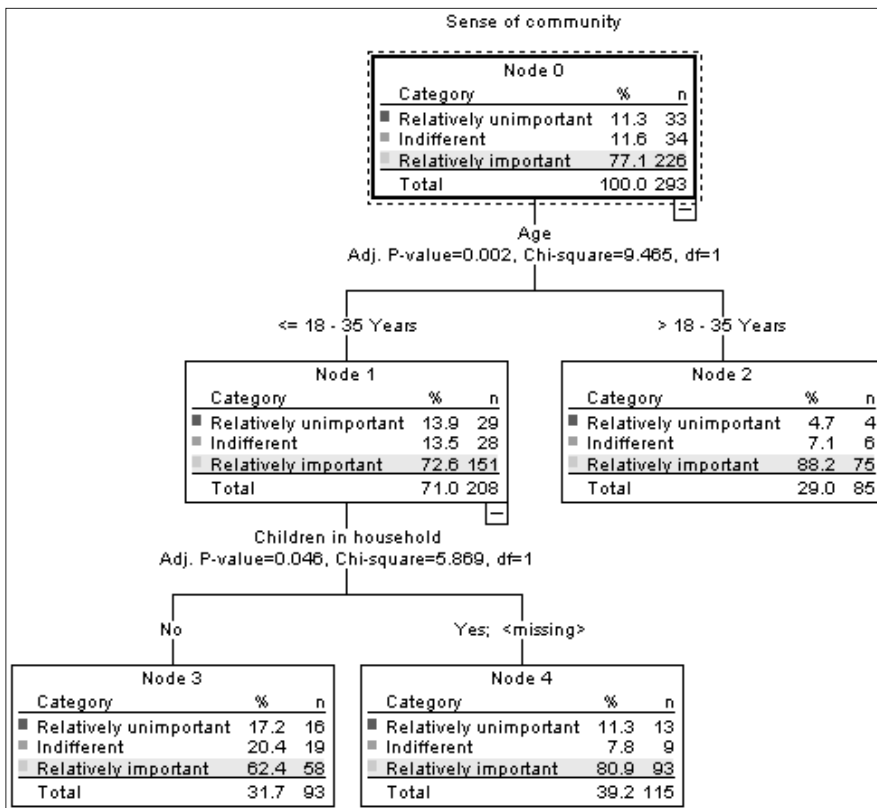 Sense of community
Node 0
Category % n
Relatively unimportant 11.3 33
Indifferent 11.6 34
Relatively important 77.1 226
Total 100.0 293
Age
Adj. P-value=0.002, Chi-square=9.465, df=1
<= 18 - 35 Years
> 18 - 35 Years
Node 1
Category % n
Relatively unimportant 13.9 29
Indifferent 13.5 28
Relatively important 72.6 151
Total 71.0 208
Node 2
Category % n
Relatively unimportant 4.7 4
Indifferent 7.1 6
Relatively important 88.2 75
Total 29.0 85
Children in household
Adj. P-value=0.046, Chi-square=5.869, df=1
No
Yes; <missing>
Node 3
Category % n
Relatively unimportant 17.2 16
Indifferent 20.4 19
Relatively important 62.4 58
Total 31.7 93
Node 4
Category % n
Relatively unimportant 11.3 13
Indifferent 7.8 9
Relatively important 80.9 93
Total 39.2 115